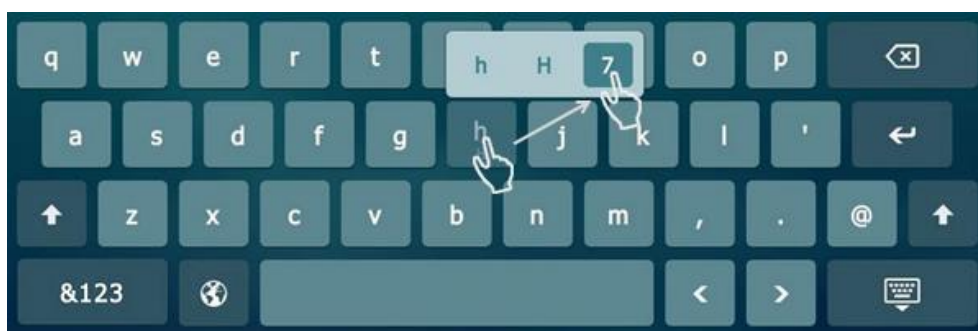 q w e r t h H 7 o p
a s d f g h j k l '
z x c v b n m , . @
&123 < >